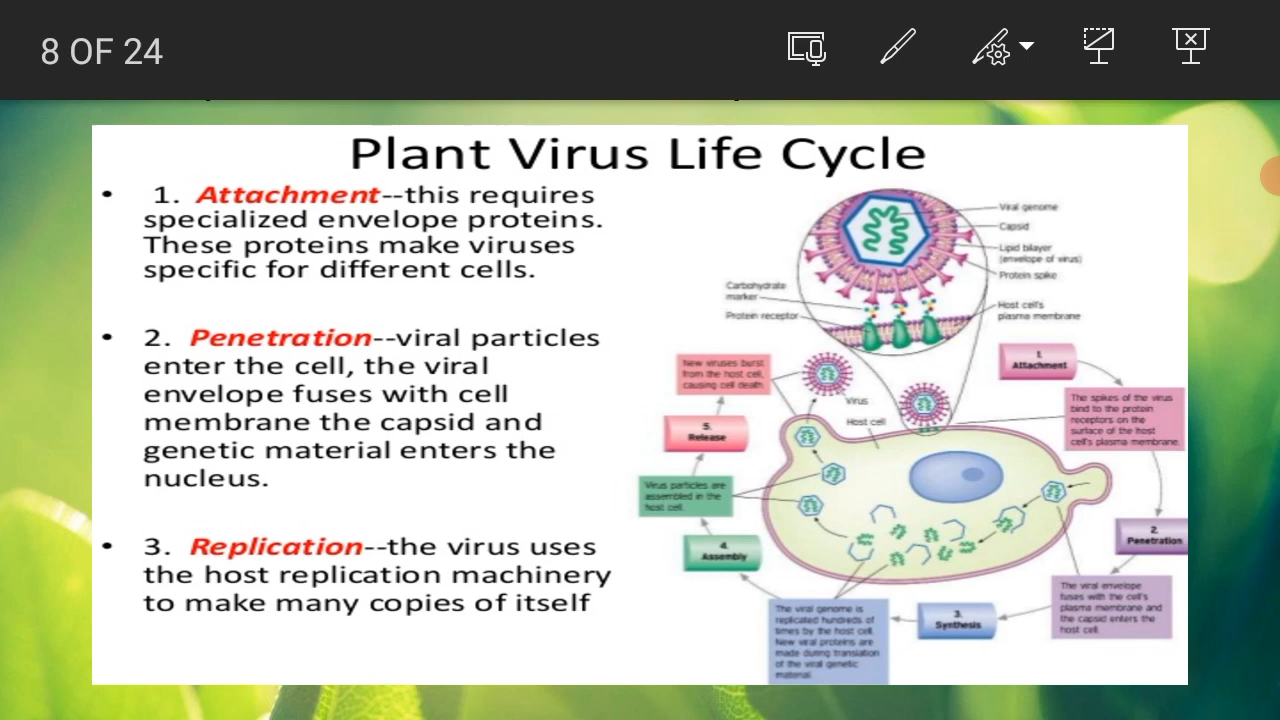 8 OF 24
Plant Virus Life Cycle
• 1. Attachment--this requires
specialized envelope proteins.
These proteins make viruses
specific for different cells.
• 2. Penetration--viral particles
enter the cell, the viral
envelope fuses with cell
membrane the capsid and
genetic material enters the
nucleus.
• 3. Replication--the virus uses
the host replication machinery
to make many copies of itself
Viral genome
Capsid
Lipid bilayer
(envelope of virus)
Protein spike
Carbohydrate
marker
Protein receptor
Host cell's
plasma membrane
1.
Attachment
The spikes of the virus
bind to the protein
receptors on the
surface of the host
cell's plasma membrane.
2.
Penetration
The viral envelope
fuses with the cell's
plasma membrane and
the capsid enters the
host cell.
3.
Synthesis
The viral genome is
replicated hundreds of
times by the host cell.
New viral proteins are
made during translation
of the viral genetic
material.
4.
Assembly
Virus particles are
assembled in the
host cell.
5.
Release
New viruses burst
from the host cell,
causing cell death.
Virus
Host cell